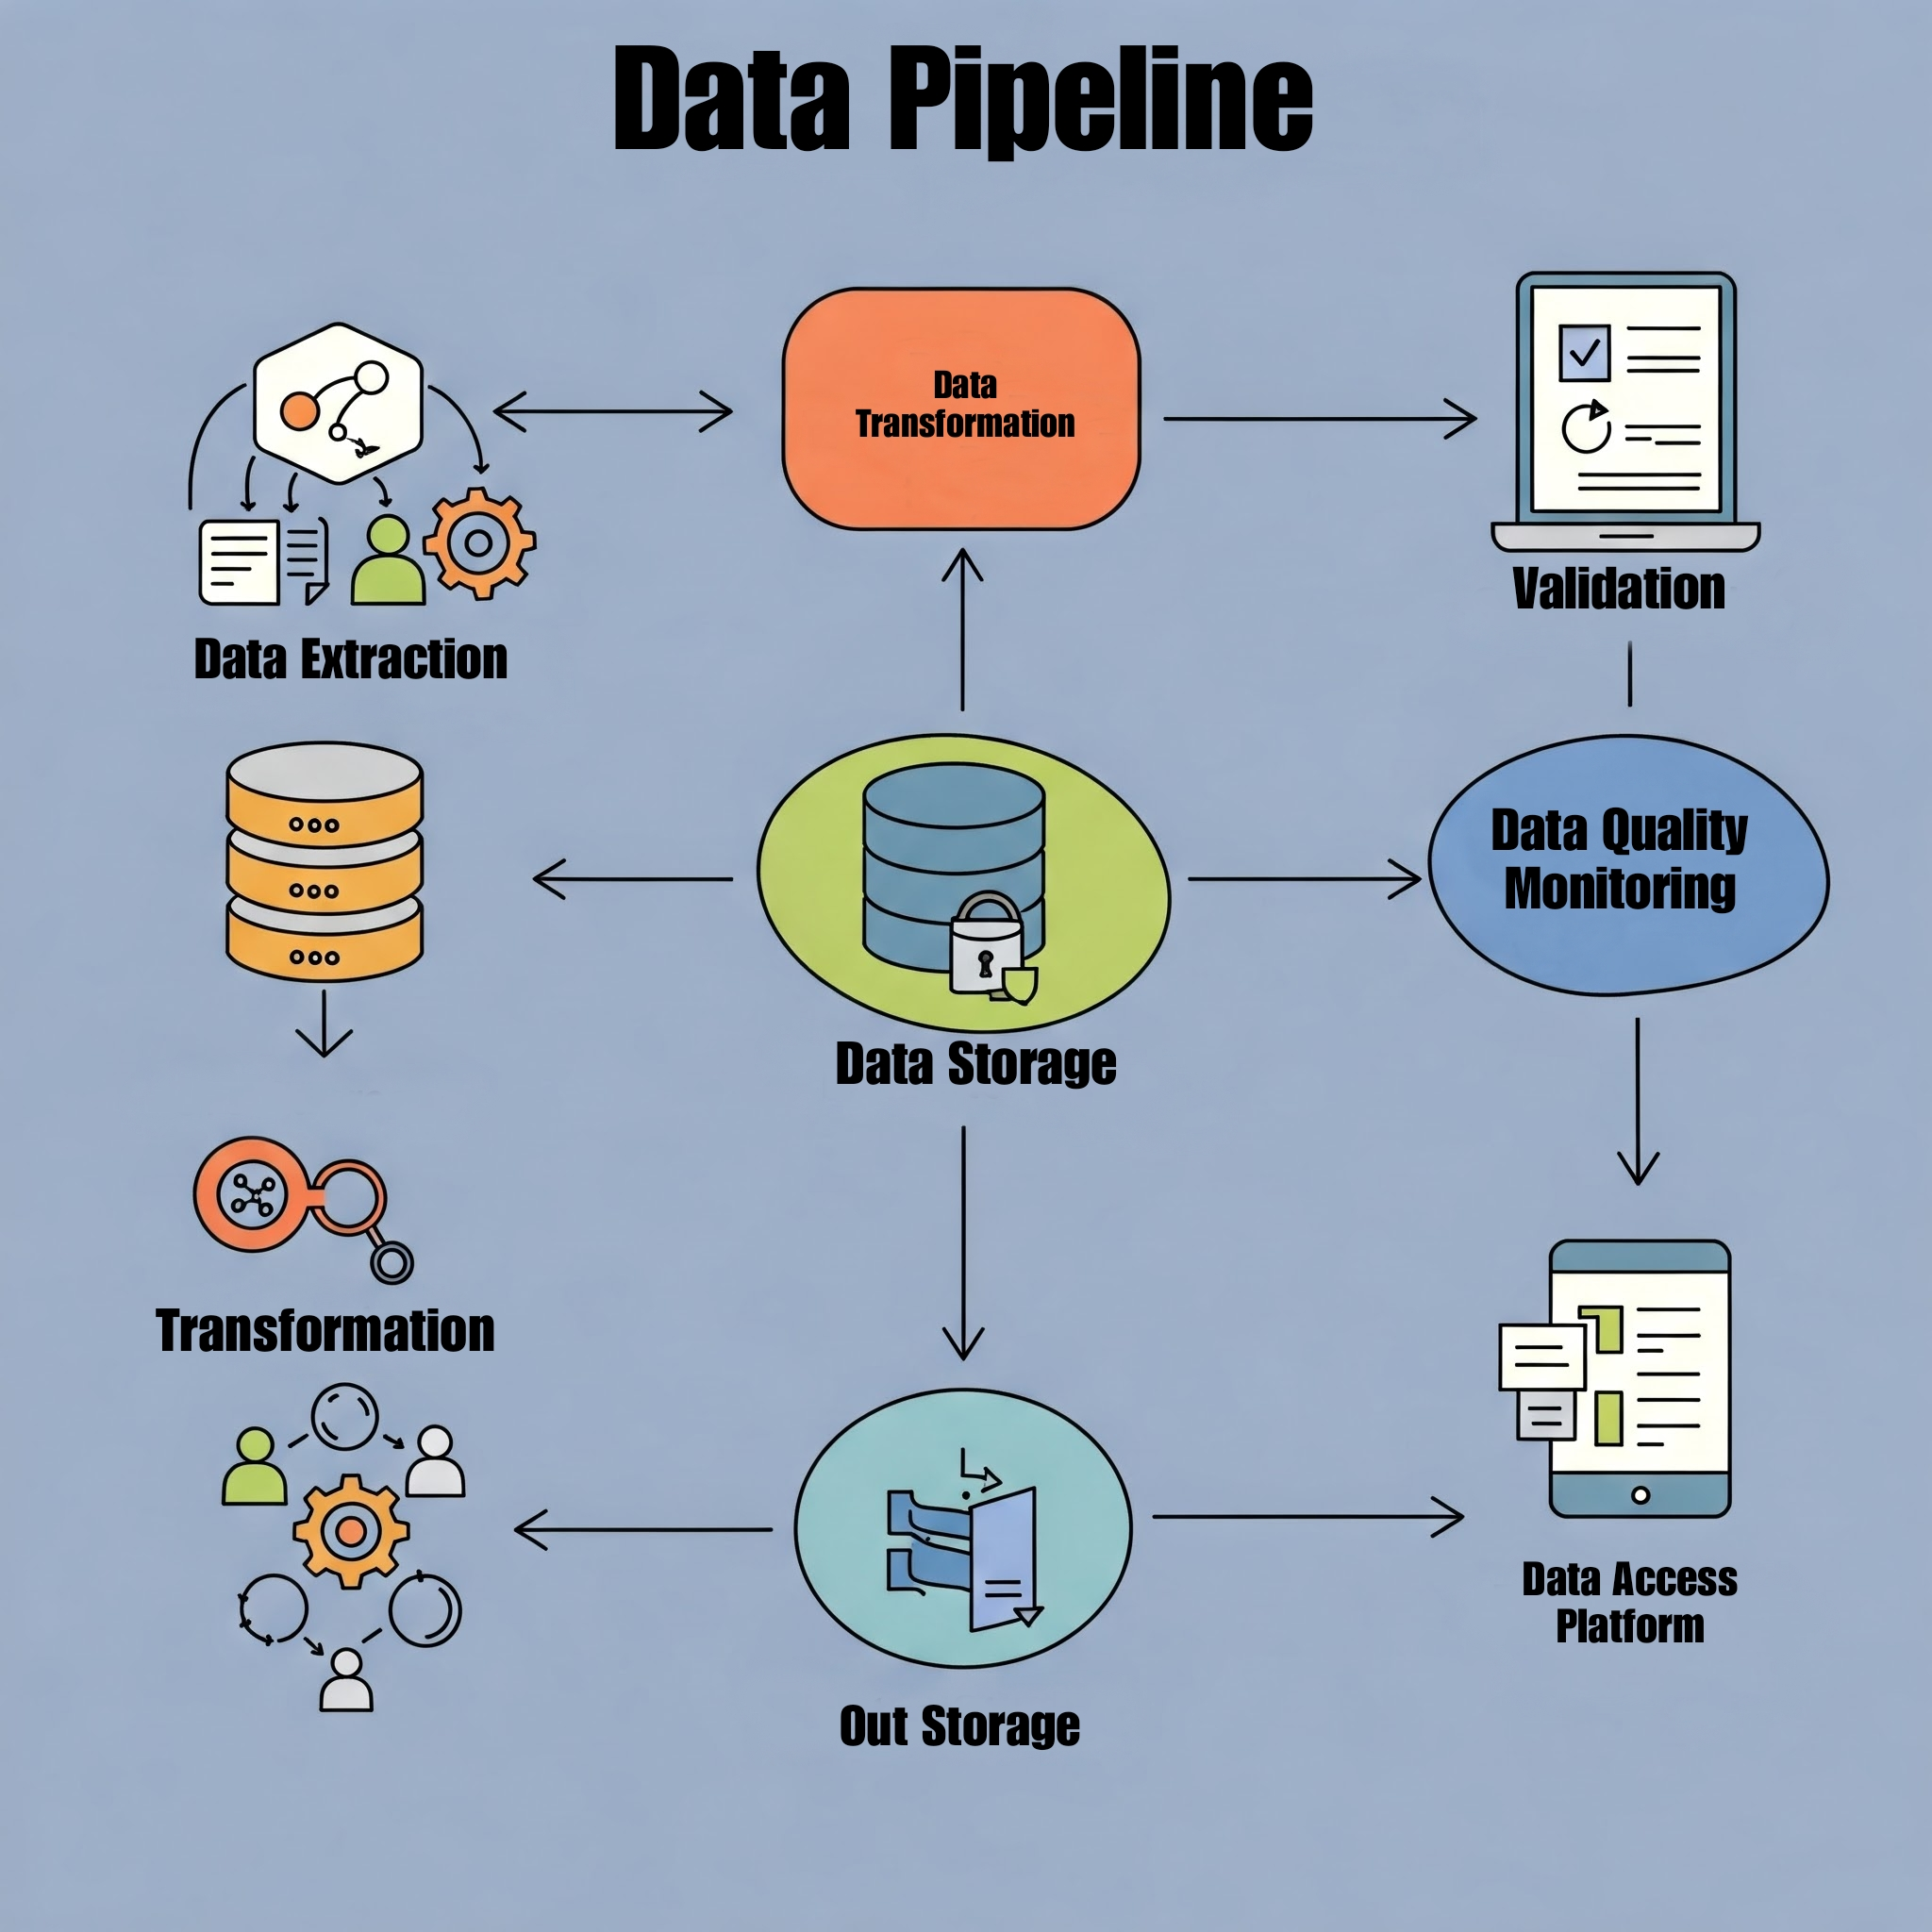 Data Pipeline
Data
Transformation
Validation
Data Extraction
Data Quality
Monitoring
Data Storage
Transformation
Data Access
Platform
Out Storage